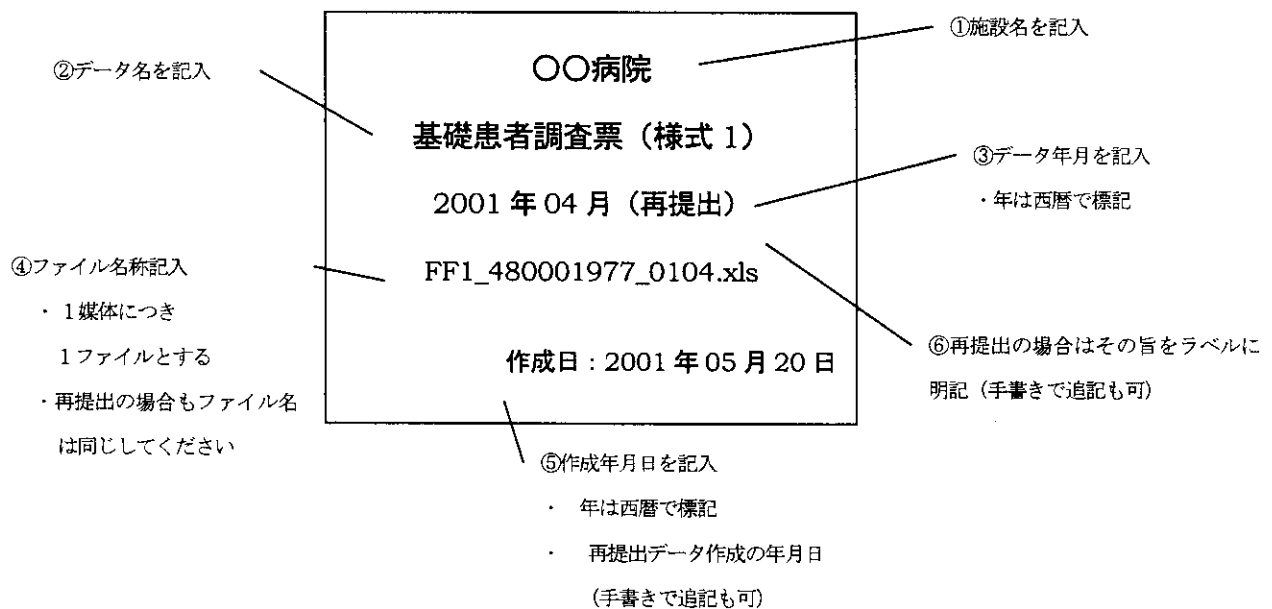 ①施設名を記入
②データ名を記入
〇〇病院
基礎患者調査票（様式 1）
③データ年月を記入
・年は西暦で標記
2001 年 04 月（再提出）
④ファイル名称記入
・ 1媒体につき
1ファイルとする
・再提出の場合もファイル名
は同じしてください
FF1_480001977_0104.xls
作成日：2001 年 05 月 20 日
⑥再提出の場合はその旨をラベルに
明記（手書きで追記も可）
⑤作成年月日を記入
・ 年は西暦で標記
・ 再提出データ作成の年月日
（手書きで追記も可）